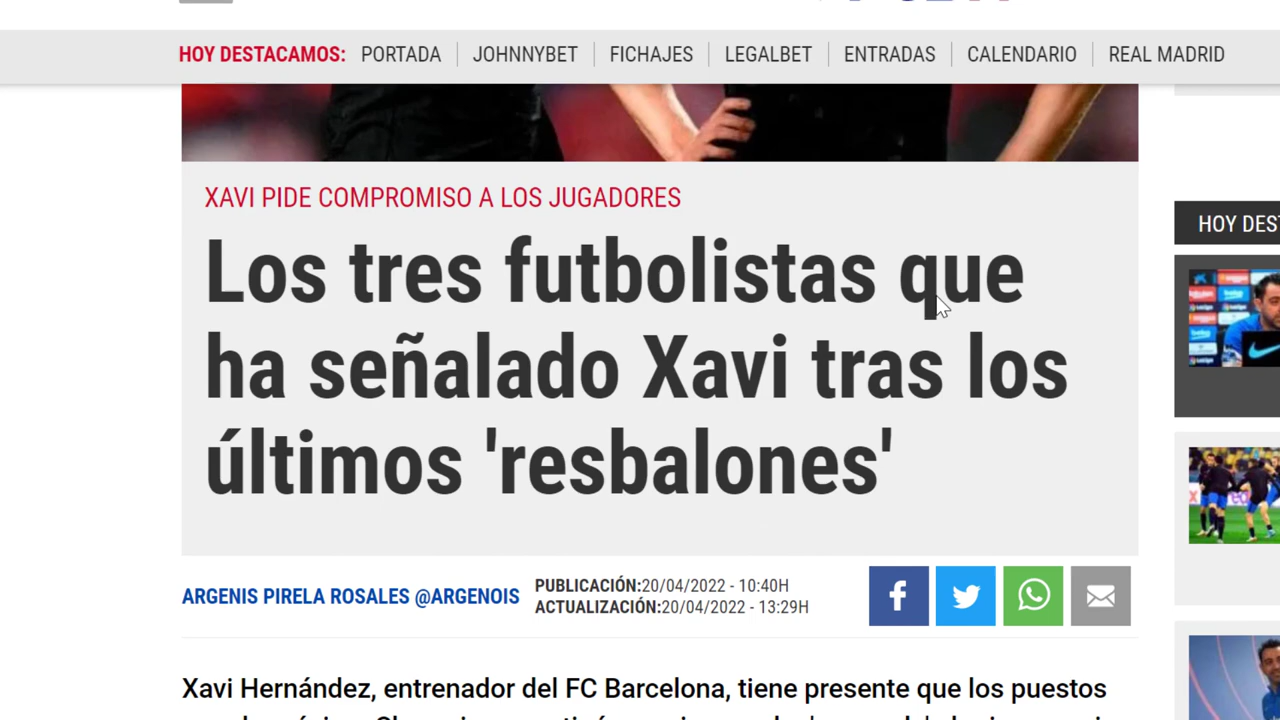 HOY DESTACAMOS: PORTADA JOHNNYBET FICHAJES LEGALBET ENTRADAS CALENDARIO REAL MADRID
XAVI PIDE COMPROMISO A LOS JUGADORES
Los tres futbolistas que
ha señalado Xavi tras los
últimos 'resbalones'
HOY DES
ARGENIS PIRELA ROSALES @ARGENOIS
PUBLICACIÓN:20/04/2022 - 10:40H
ACTUALIZACIÓN:20/04/2022 - 13:29H
Xavi Hernández, entrenador del FC Barcelona, tiene presente que los puestos